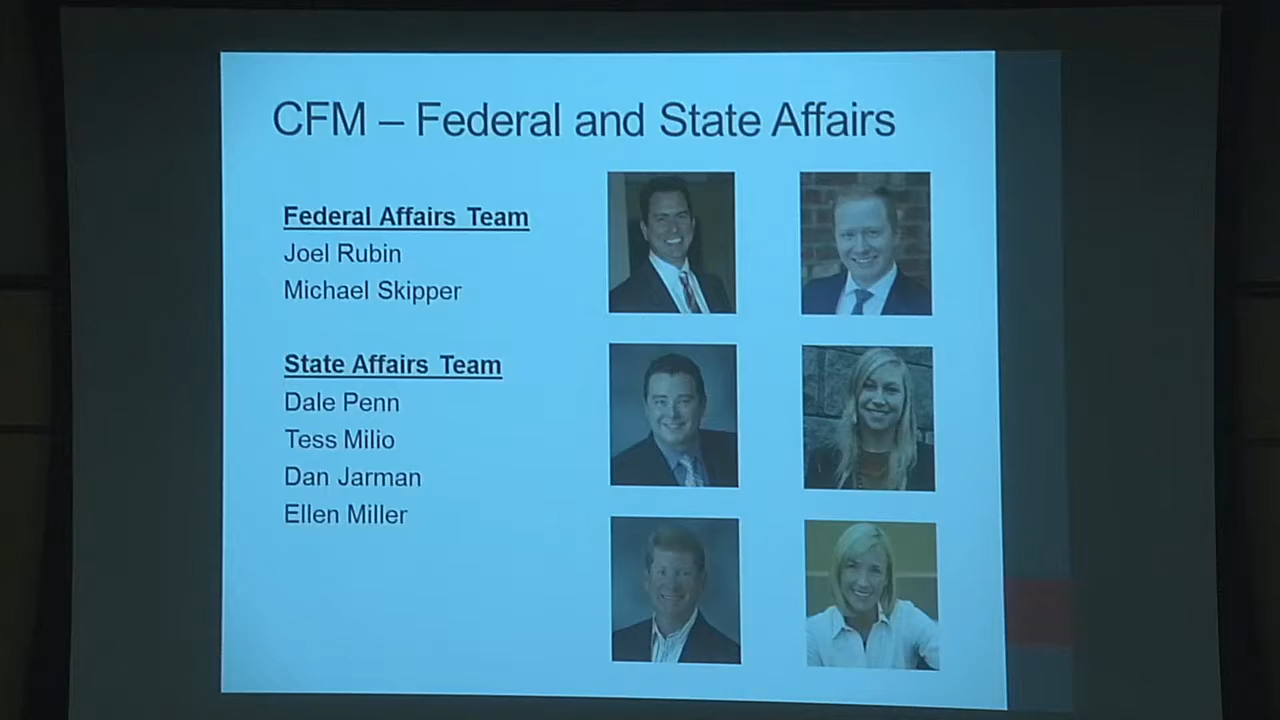 CFM – Federal and State Affairs
Federal Affairs Team
Joel Rubin
Michael Skipper
State Affairs Team
Dale Penn
Tess Milio
Dan Jarman
Ellen Miller